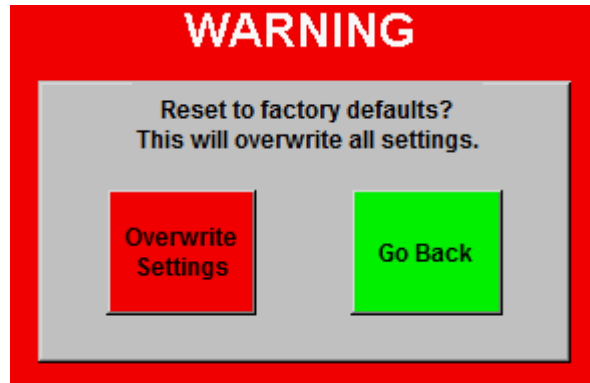 WARNING
Reset to factory defaults?
This will overwrite all settings.
Overwrite
Settings
Go Back